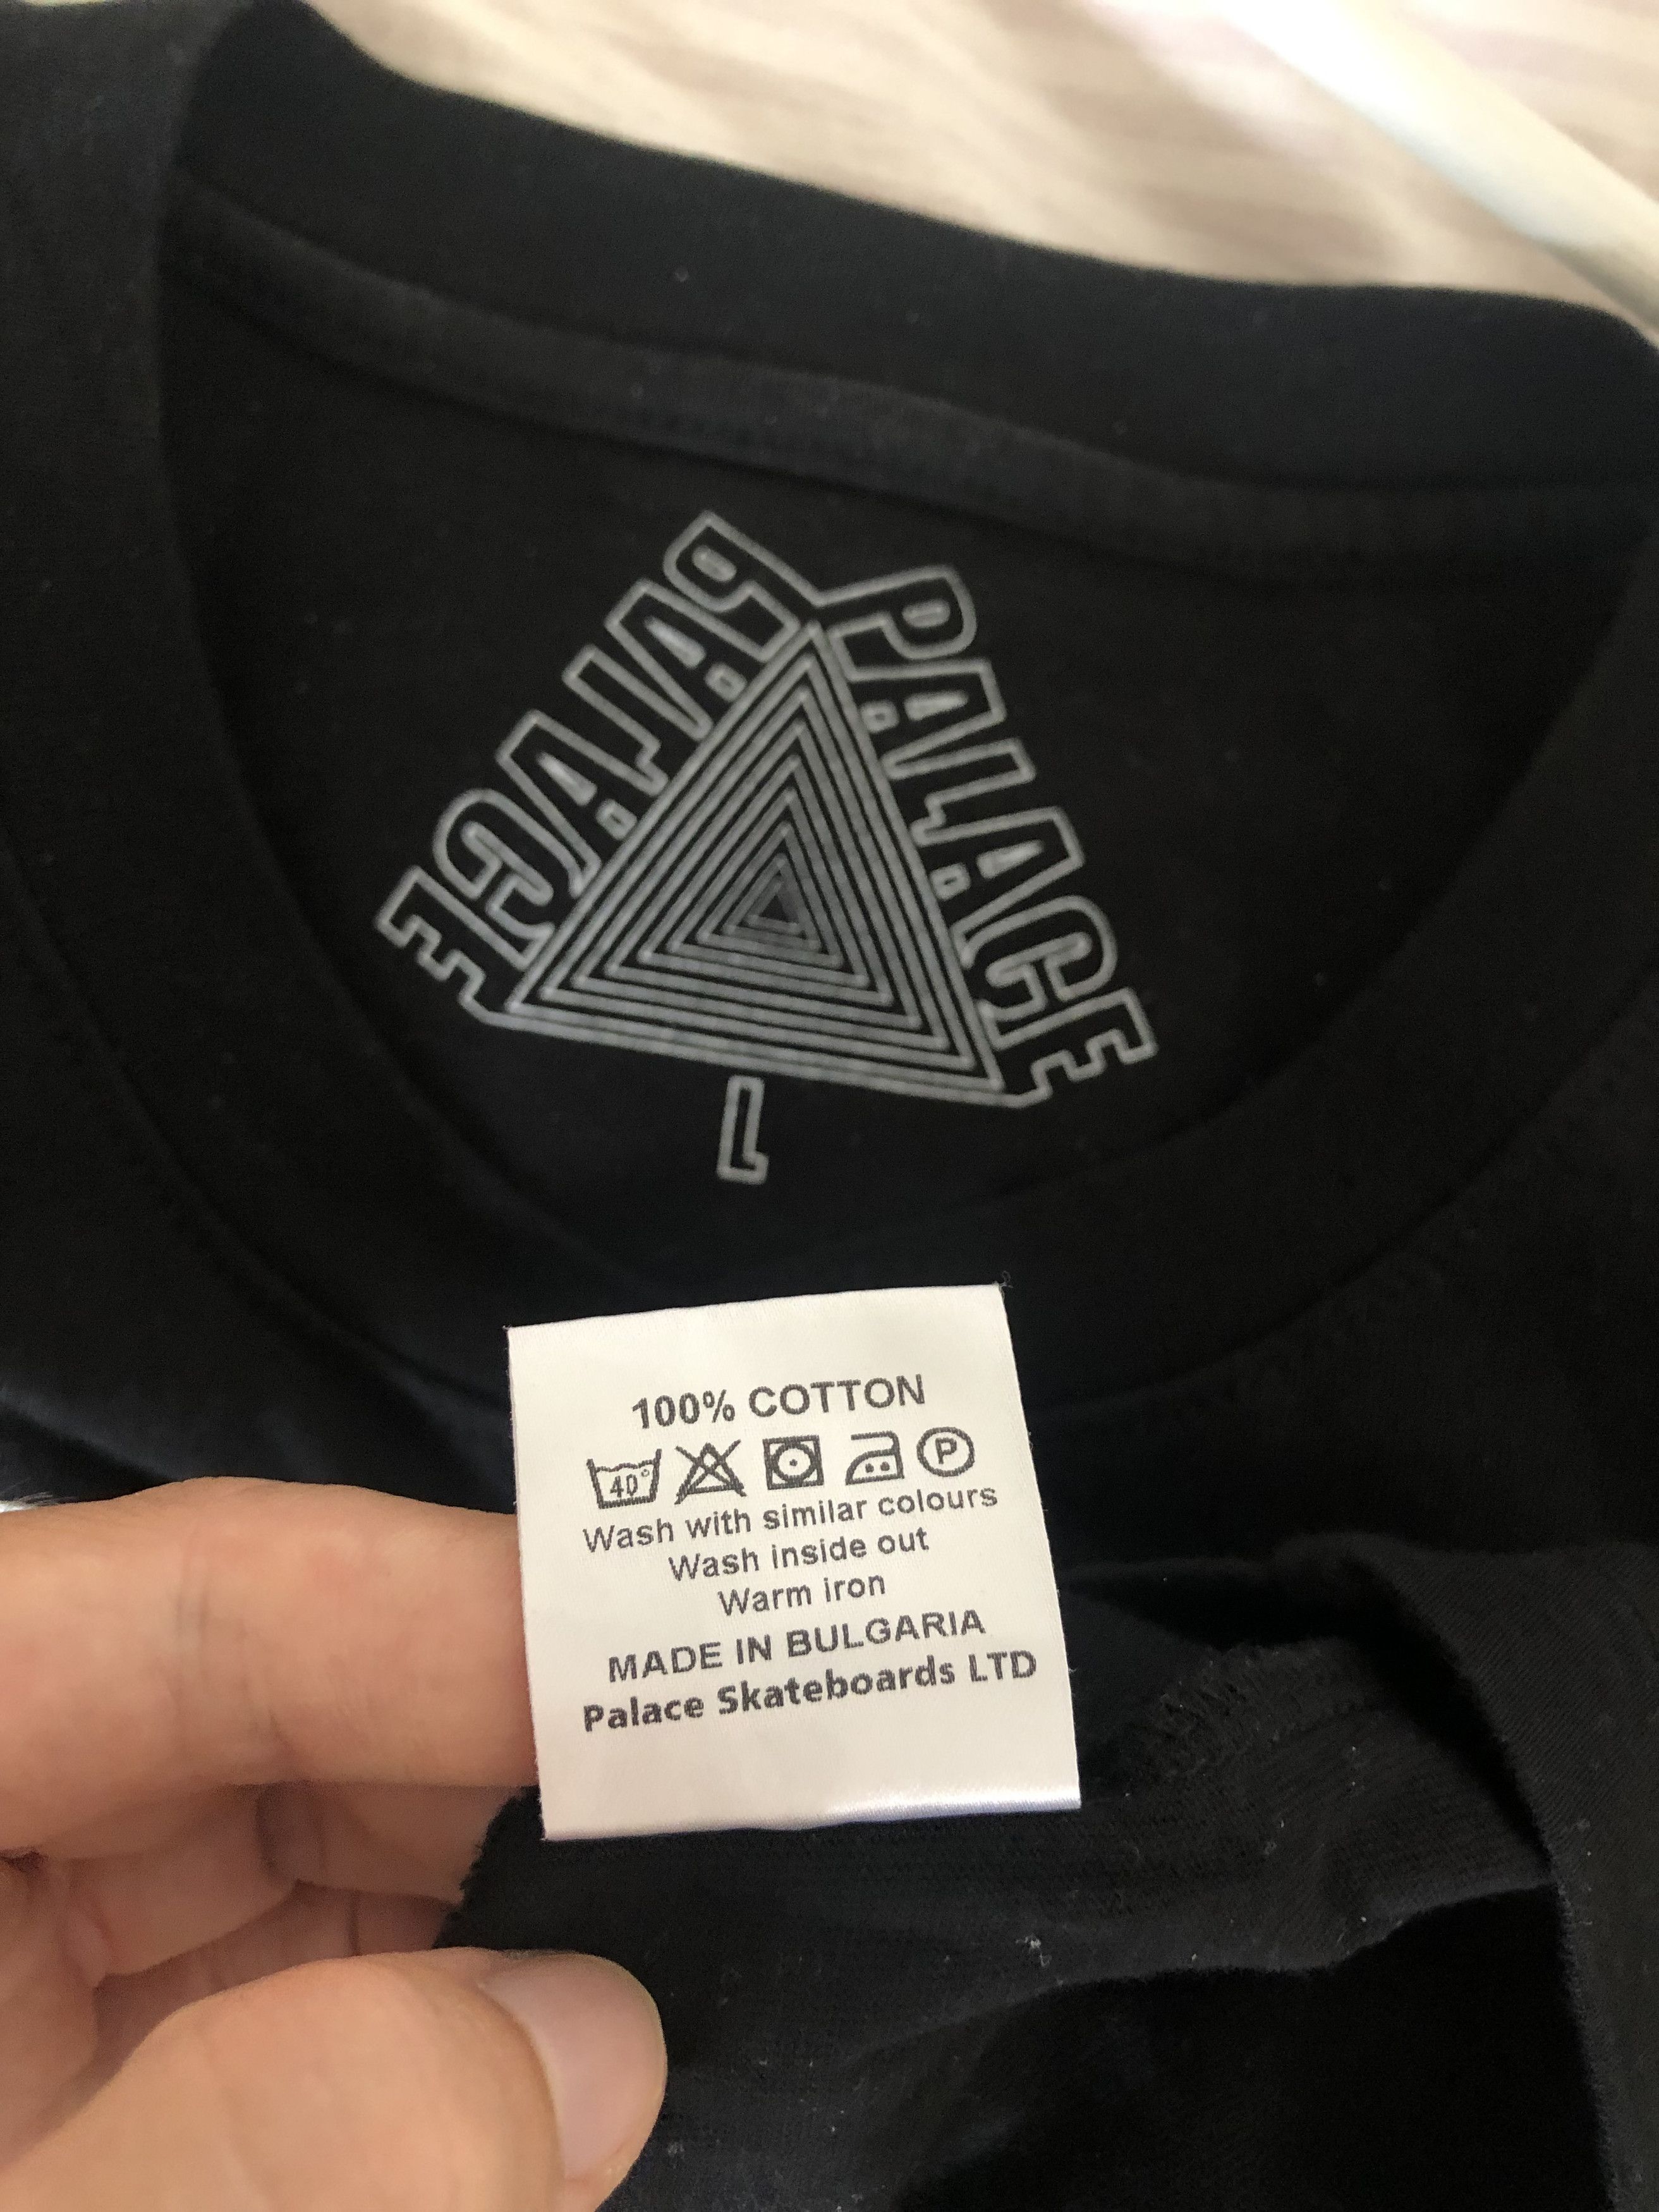 PALACE
PALACE
L
100% COTTON
40°
P
Wash with similar colours
Wash inside out
Warm iron
MADE IN BULGARIA
Palace Skateboards LTD